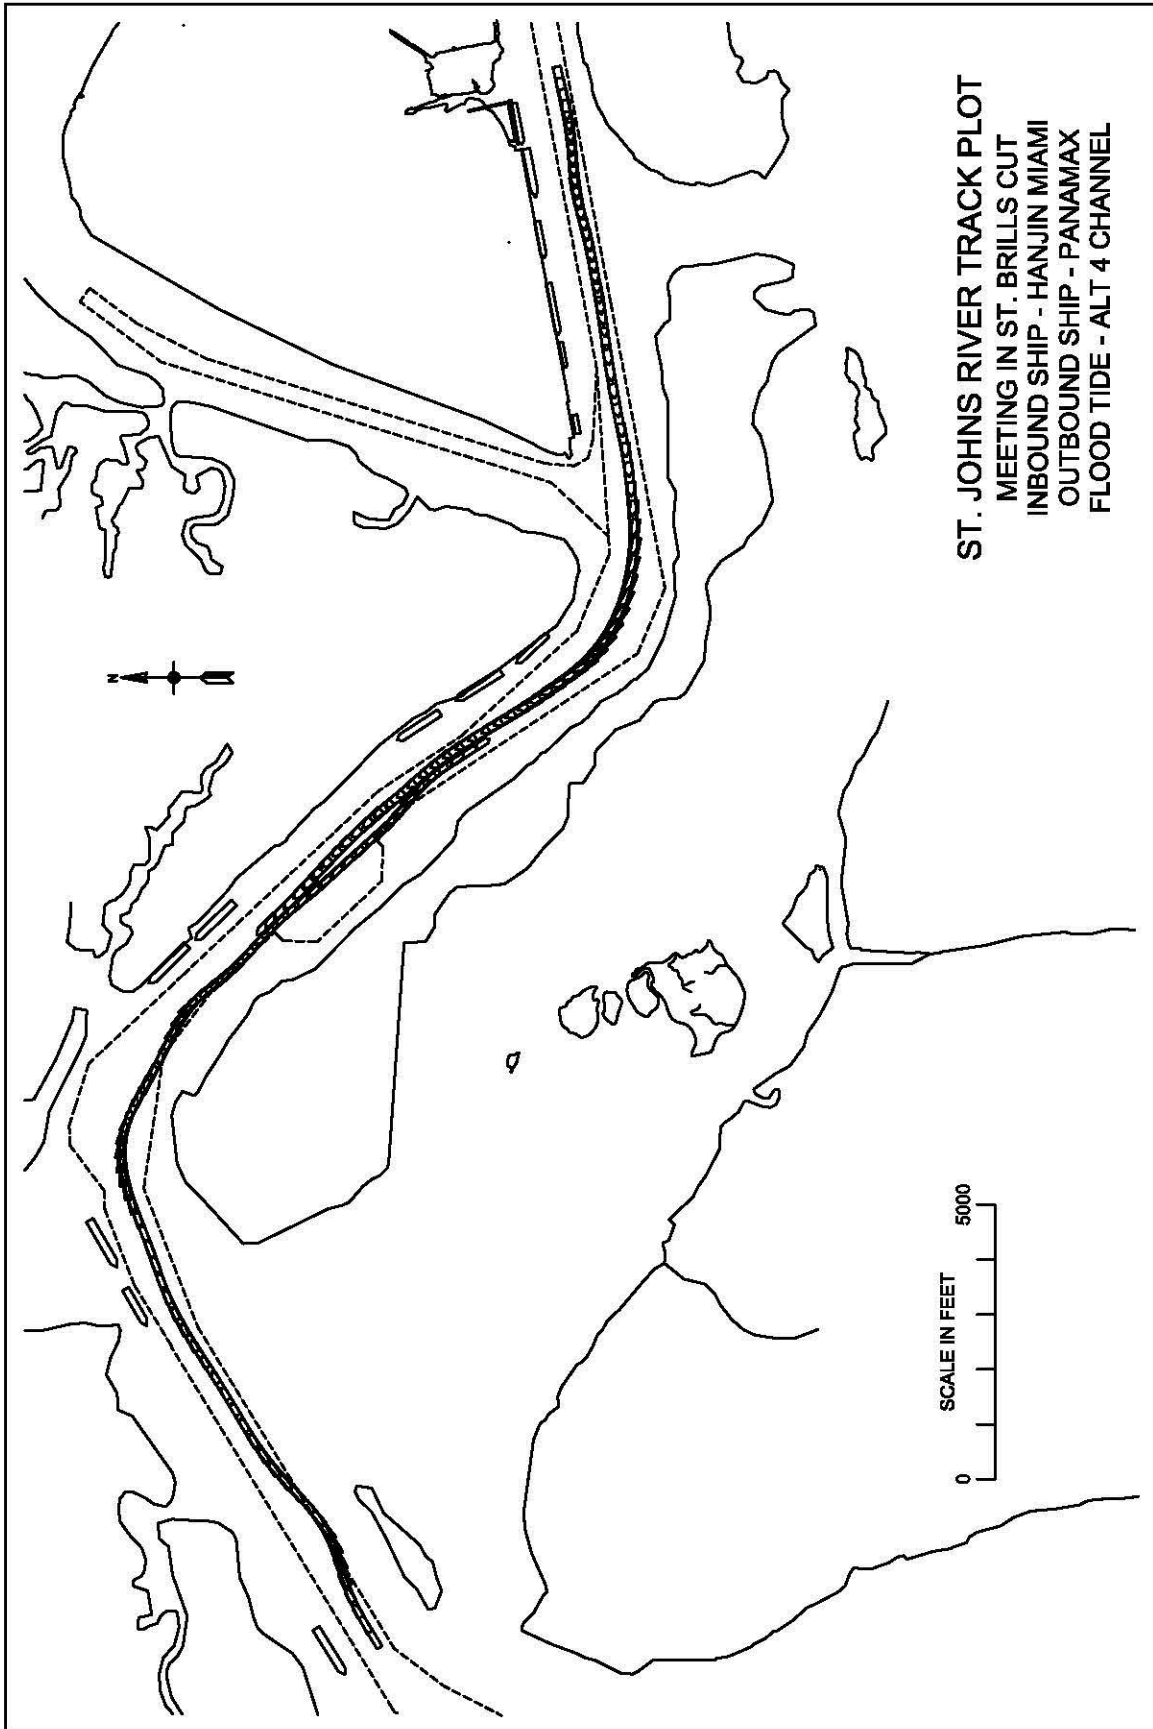 ST. JOHNS RIVER TRACK PLOT
MEETING IN ST. BRILLS CUT
INBOUND SHIP - HANJIN MIAMI
OUTBOUND SHIP - PANAMAX
FLOOD TIDE - ALT 4 CHANNEL
N
SCALE IN FEET
0 5000